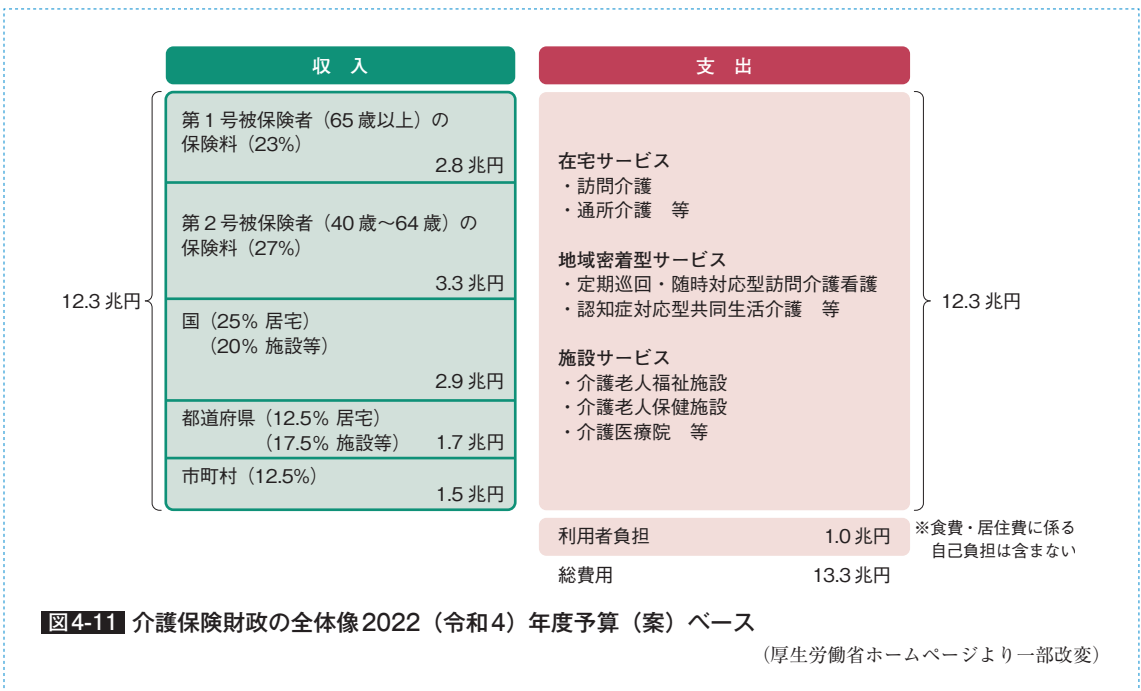 収 入
第1号被保険者（65歳以上）の
保険料（23%）
2.8兆円
第2号被保険者（40歳～64歳）の
保険料（27%）
3.3兆円
国（25% 居宅）
（20% 施設等）
2.9兆円
都道府県（12.5% 居宅）
（17.5% 施設等） 1.7兆円
市町村（12.5%）
1.5兆円
12.3兆円
支 出
在宅サービス
・訪問介護
・通所介護 等
地域密着型サービス
・定期巡回・随時対応型訪問介護看護
・認知症対応型共同生活介護 等
施設サービス
・介護老人福祉施設
・介護老人保健施設
・介護医療院 等
12.3兆円
利用者負担 1.0兆円
※食費・居住費に係る
自己負担は含まない
総費用 13.3兆円
図4-11 介護保険財政の全体像2022（令和4）年度予算（案）ベース
（厚生労働省ホームページより一部改変）